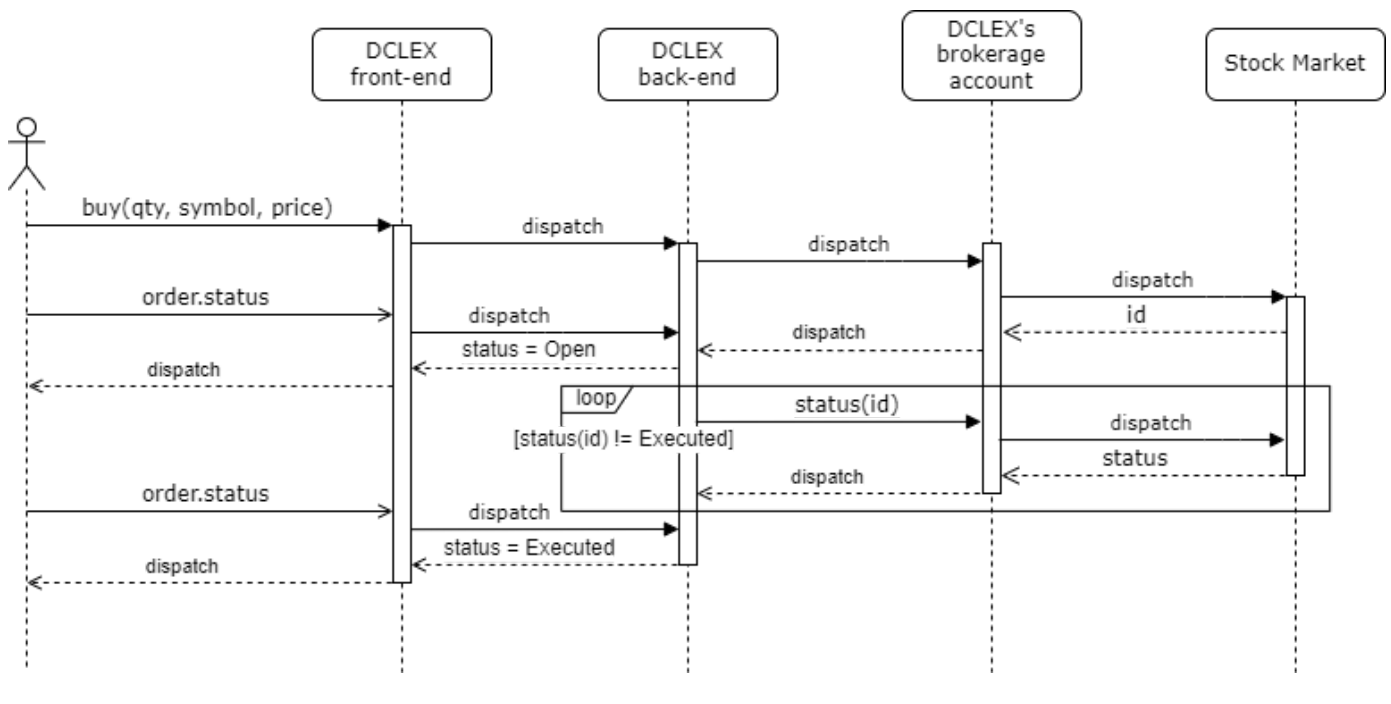 DCLEX
front-end
DCLEX
back-end
DCLEX's
brokerage
account
Stock Market
buy(qty, symbol, price)
dispatch
dispatch
dispatch
order.status
id
dispatch
dispatch
status = Open
dispatch
loop
status(id)
dispatch
[status(id) != Executed]
status
dispatch
order.status
dispatch
status = Executed
dispatch